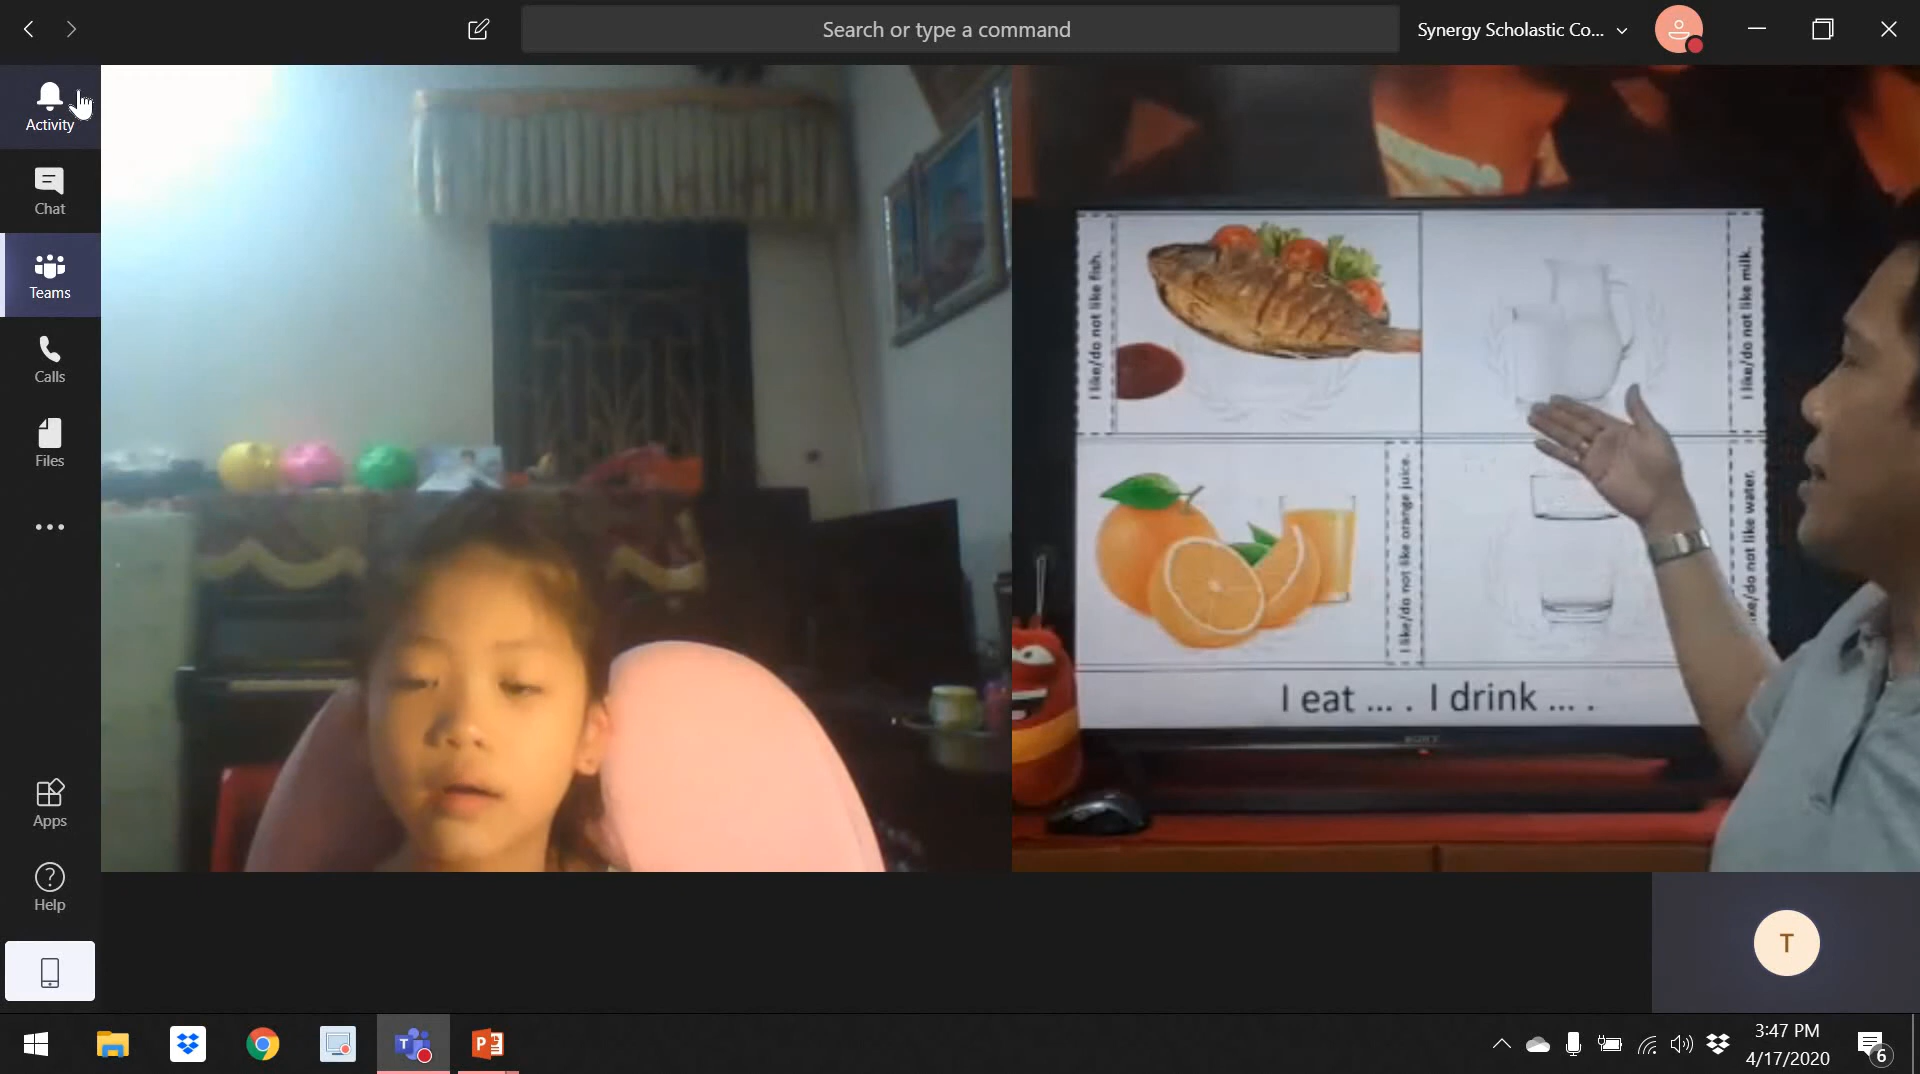 Search or type a command
Synergy Scholastic Co...
Activity
Chat
Teams
Calls
Files
Apps
Help
I like/do not like fish.
I like/do not like milk.
I like/do not like orange juice.
like/do not like water.
I eat ... . I drink ... .
SONY
T
3:47 PM
4/17/2020
6